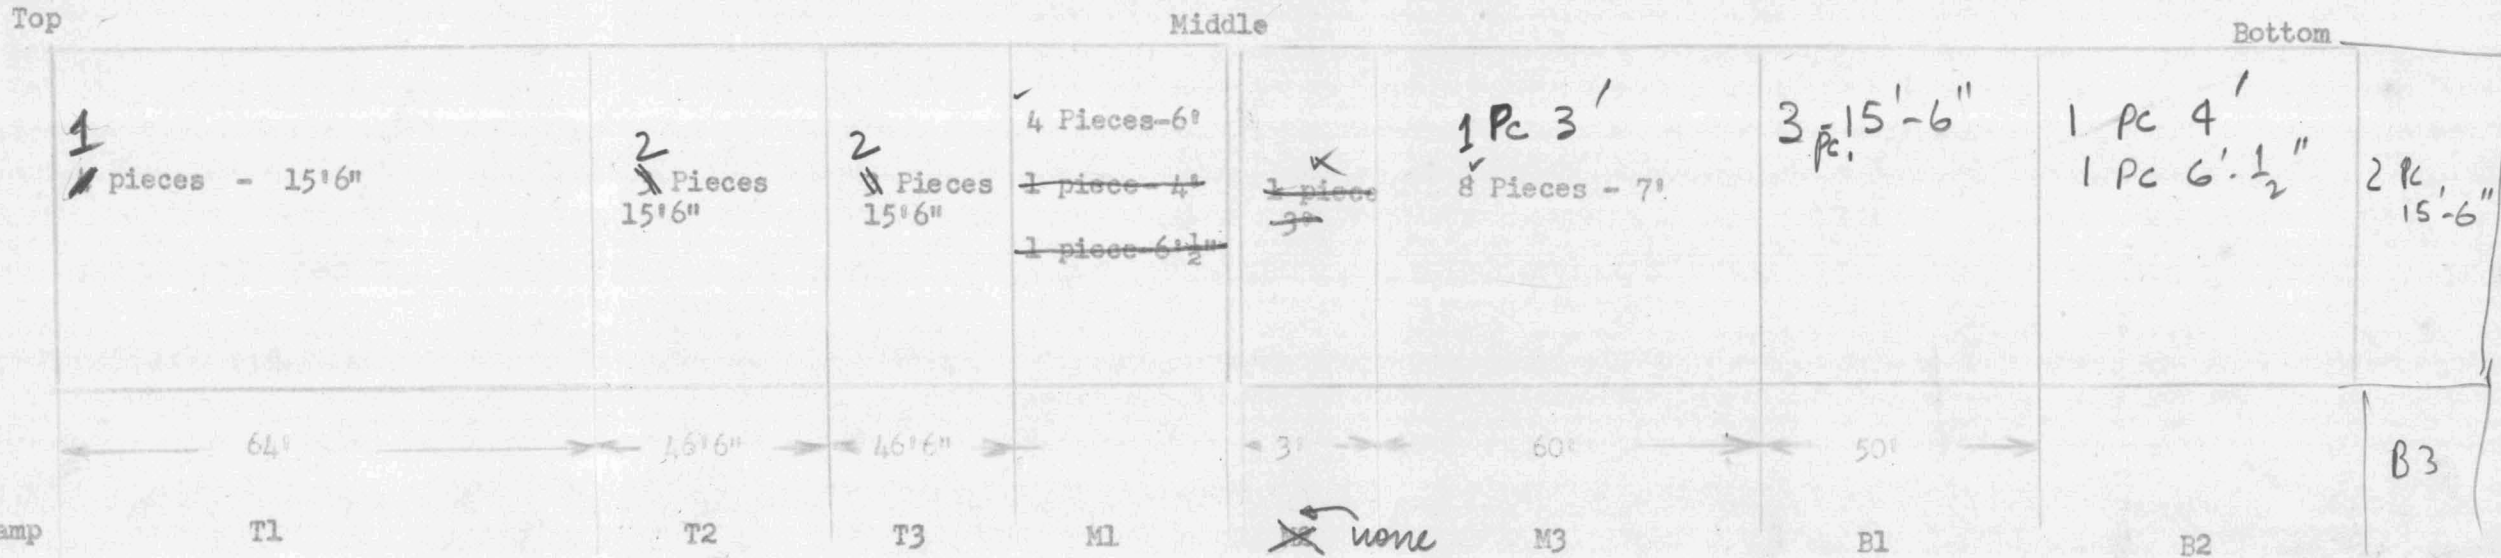 Top
Middle
Bottom
1
pieces - 15'6"
2
Pieces
15'6"
2
Pieces
15'6"
4 Pieces-6'
1 piece - 4'
1 piece-6'½"
1 piece
3'
1 Pc 3'
8 Pieces - 7'
3 pc. - 15'-6"
1 pc 4'
1 Pc 6'-½"
2 Pc.
15'-6"
64'
46'6"
46'6"
3'
60'
50'
B3
amp
T1
T2
T3
M1
none
M3
B1
B2